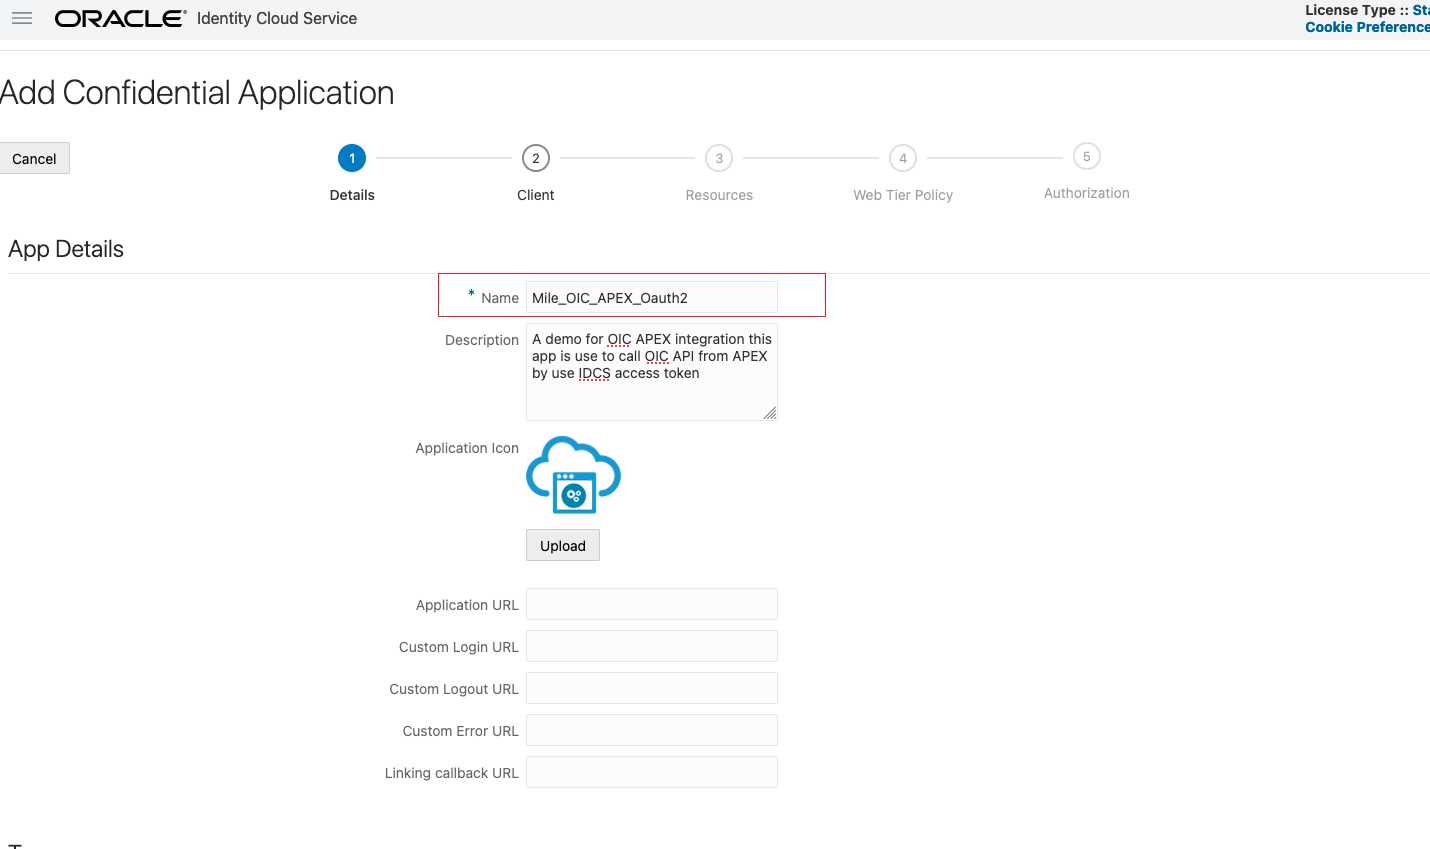 ORACLE Identity Cloud Service
License Type ::
Cookie Preference
Add Confidential Application
Cancel
1 2 3 4 5
Details Client Resources Web Tier Policy Authorization
App Details
* Name Mile_OIC_APEX_Oauth2
Description A demo for OIC APEX integration this
app is use to call OIC API from APEX
by use IDCS access token
Application Icon
Upload
Application URL
Custom Login URL
Custom Logout URL
Custom Error URL
Linking callback URL